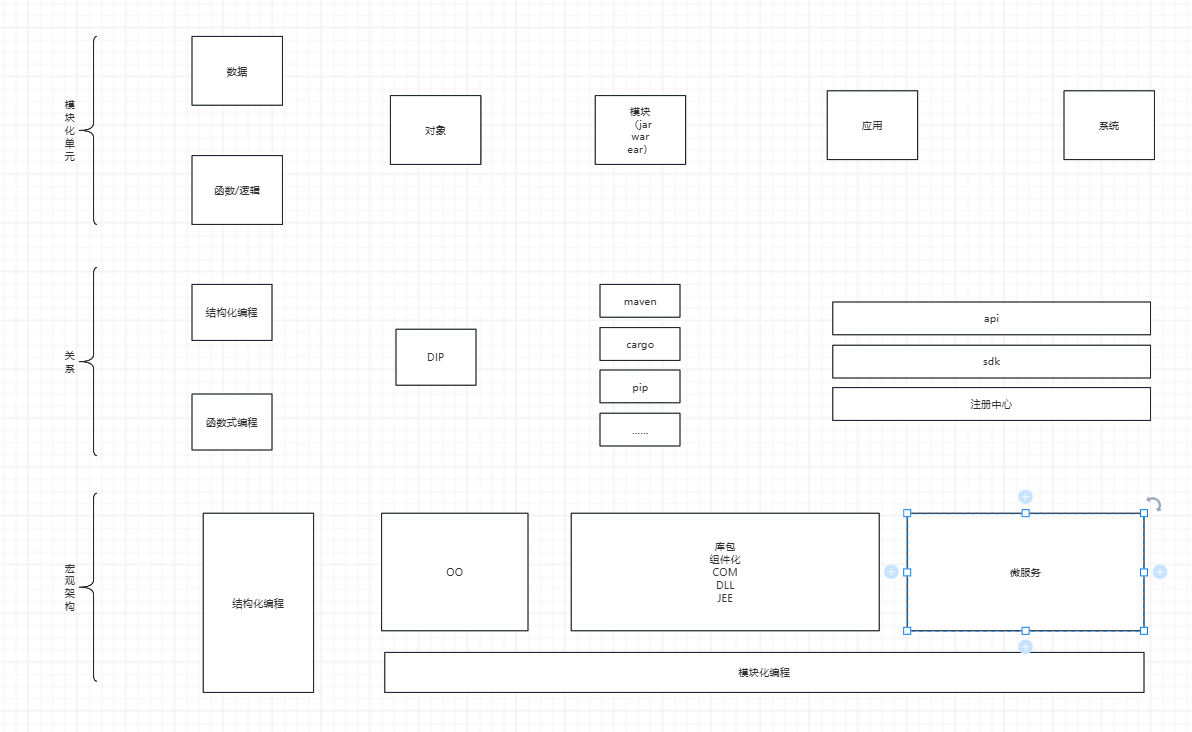 模
块
化
单
元
数据
函数/逻辑
对象
模块
（jar
war
ear）
应用
系统
关
系
结构化编程
函数式编程
DIP
maven
cargo
pip
……
api
sdk
注册中心
宏
观
架
构
结构化编程
OO
库包
组件化
COM
DLL
JEE
微服务
模块化编程